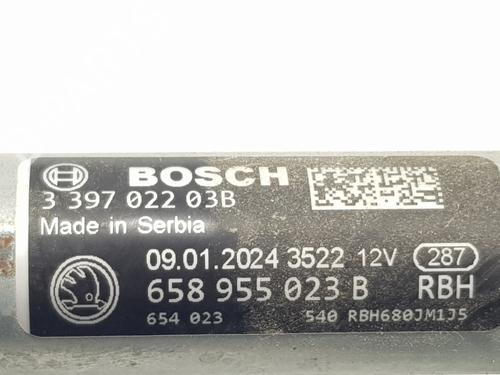 BOSCH
3 397 022 03B
Made in Serbia
09.01.2024 3522 12V 287
658 955 023 B RBH
654 023 540 RBH680JM1J5